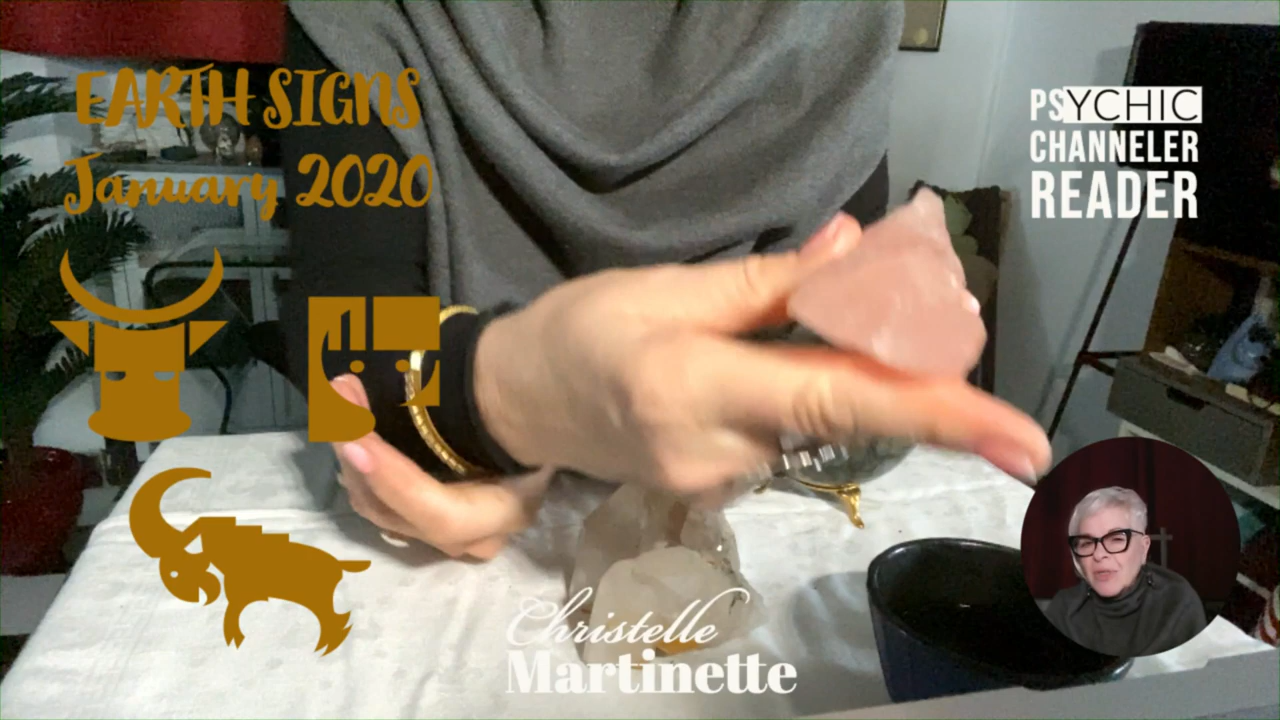 EARTH SIGNS
January 2020
PSYCHIC
CHANNELER
READER
Christelle
Martinette